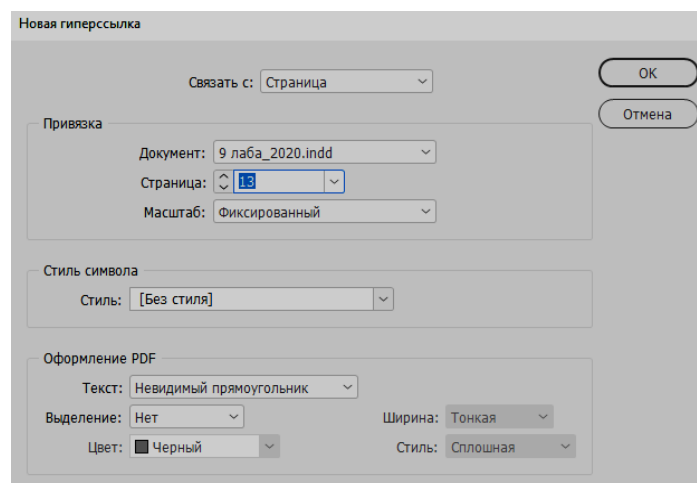 Новая гиперссылка
Связать с: Страница
OK
Отмена
Привязка
Документ: 9 лаба_2020.indd
Страница: 13
Масштаб: Фиксированный
Стиль символа
Стиль: [Без стиля]
Оформление PDF
Текст: Невидимый прямоугольник
Выделение: Нет Ширина: Тонкая
Цвет: Черный Стиль: Сплошная